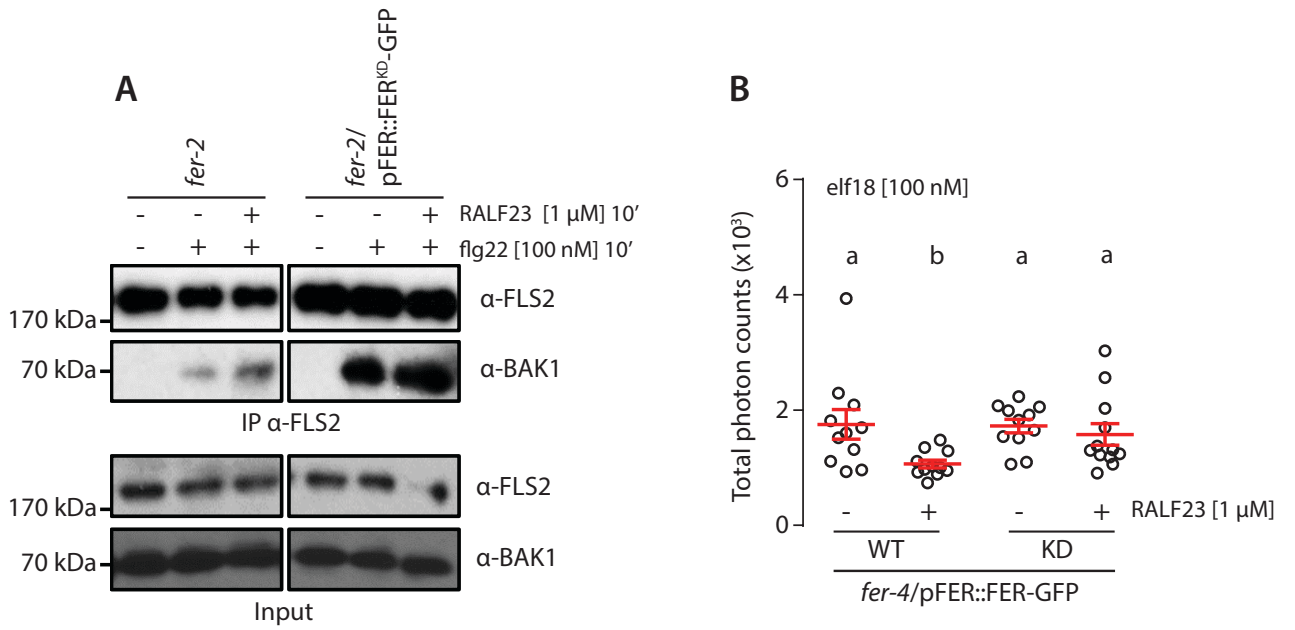 A
fer-2
fer-2/
pFER::FERKD-GFP
- - + - - + RALF23 [1 μM] 10’
- + + - + + flg22 [100 nM] 10’
α-FLS2
170 kDa
70 kDa
α-BAK1
IP α-FLS2
α-FLS2
170 kDa
70 kDa
α-BAK1
Input
B
Total photon counts (x10³)
6
4
2
0
elf18 [100 nM]
a b a a
- + - + RALF23 [1 μM]
WT KD
fer-4/pFER::FER-GFP